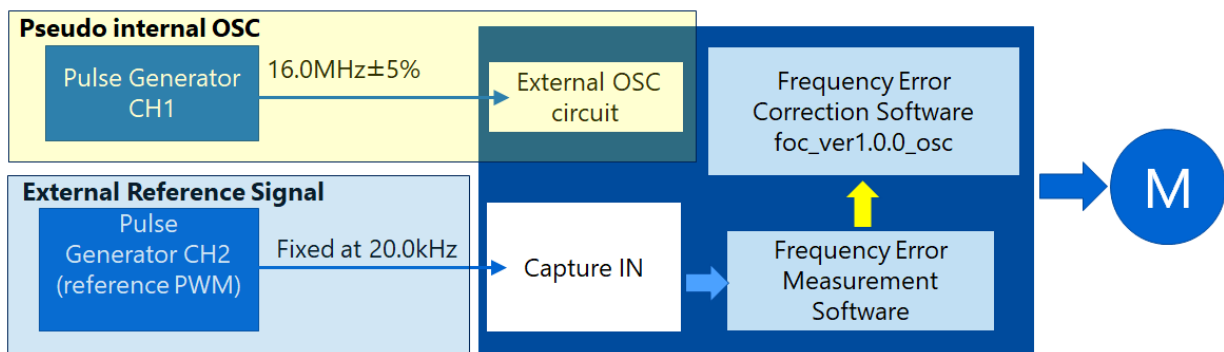 Pseudo internal OSC
Pulse Generator
CH1
16.0MHz±5%
External OSC
circuit
Frequency Error
Correction Software
foc_ver1.0.0_osc
External Reference Signal
Pulse
Generator CH2
(reference PWM)
Fixed at 20.0kHz
Capture IN
Frequency Error
Measurement
Software
M